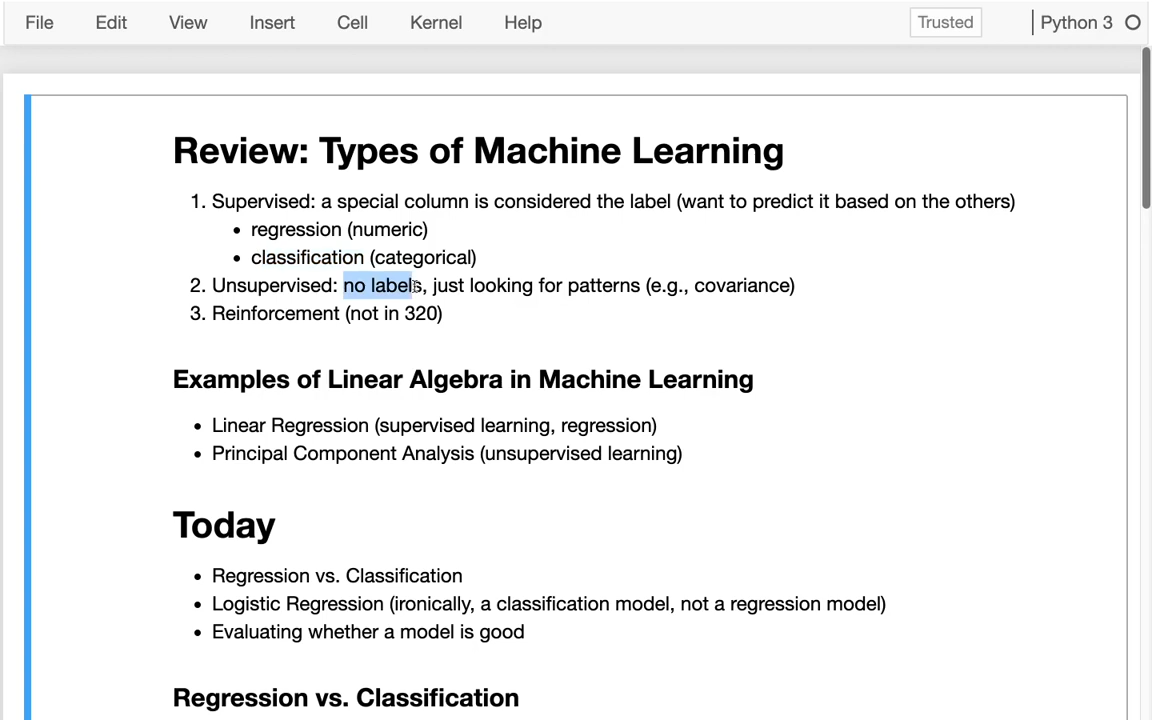 File Edit View Insert Cell Kernel Help Trusted Python 3
Review: Types of Machine Learning
1. Supervised: a special column is considered the label (want to predict it based on the others)
• regression (numeric)
• classification (categorical)
2. Unsupervised: no labels, just looking for patterns (e.g., covariance)
3. Reinforcement (not in 320)
Examples of Linear Algebra in Machine Learning
• Linear Regression (supervised learning, regression)
• Principal Component Analysis (unsupervised learning)
Today
• Regression vs. Classification
• Logistic Regression (ironically, a classification model, not a regression model)
• Evaluating whether a model is good
Regression vs. Classification